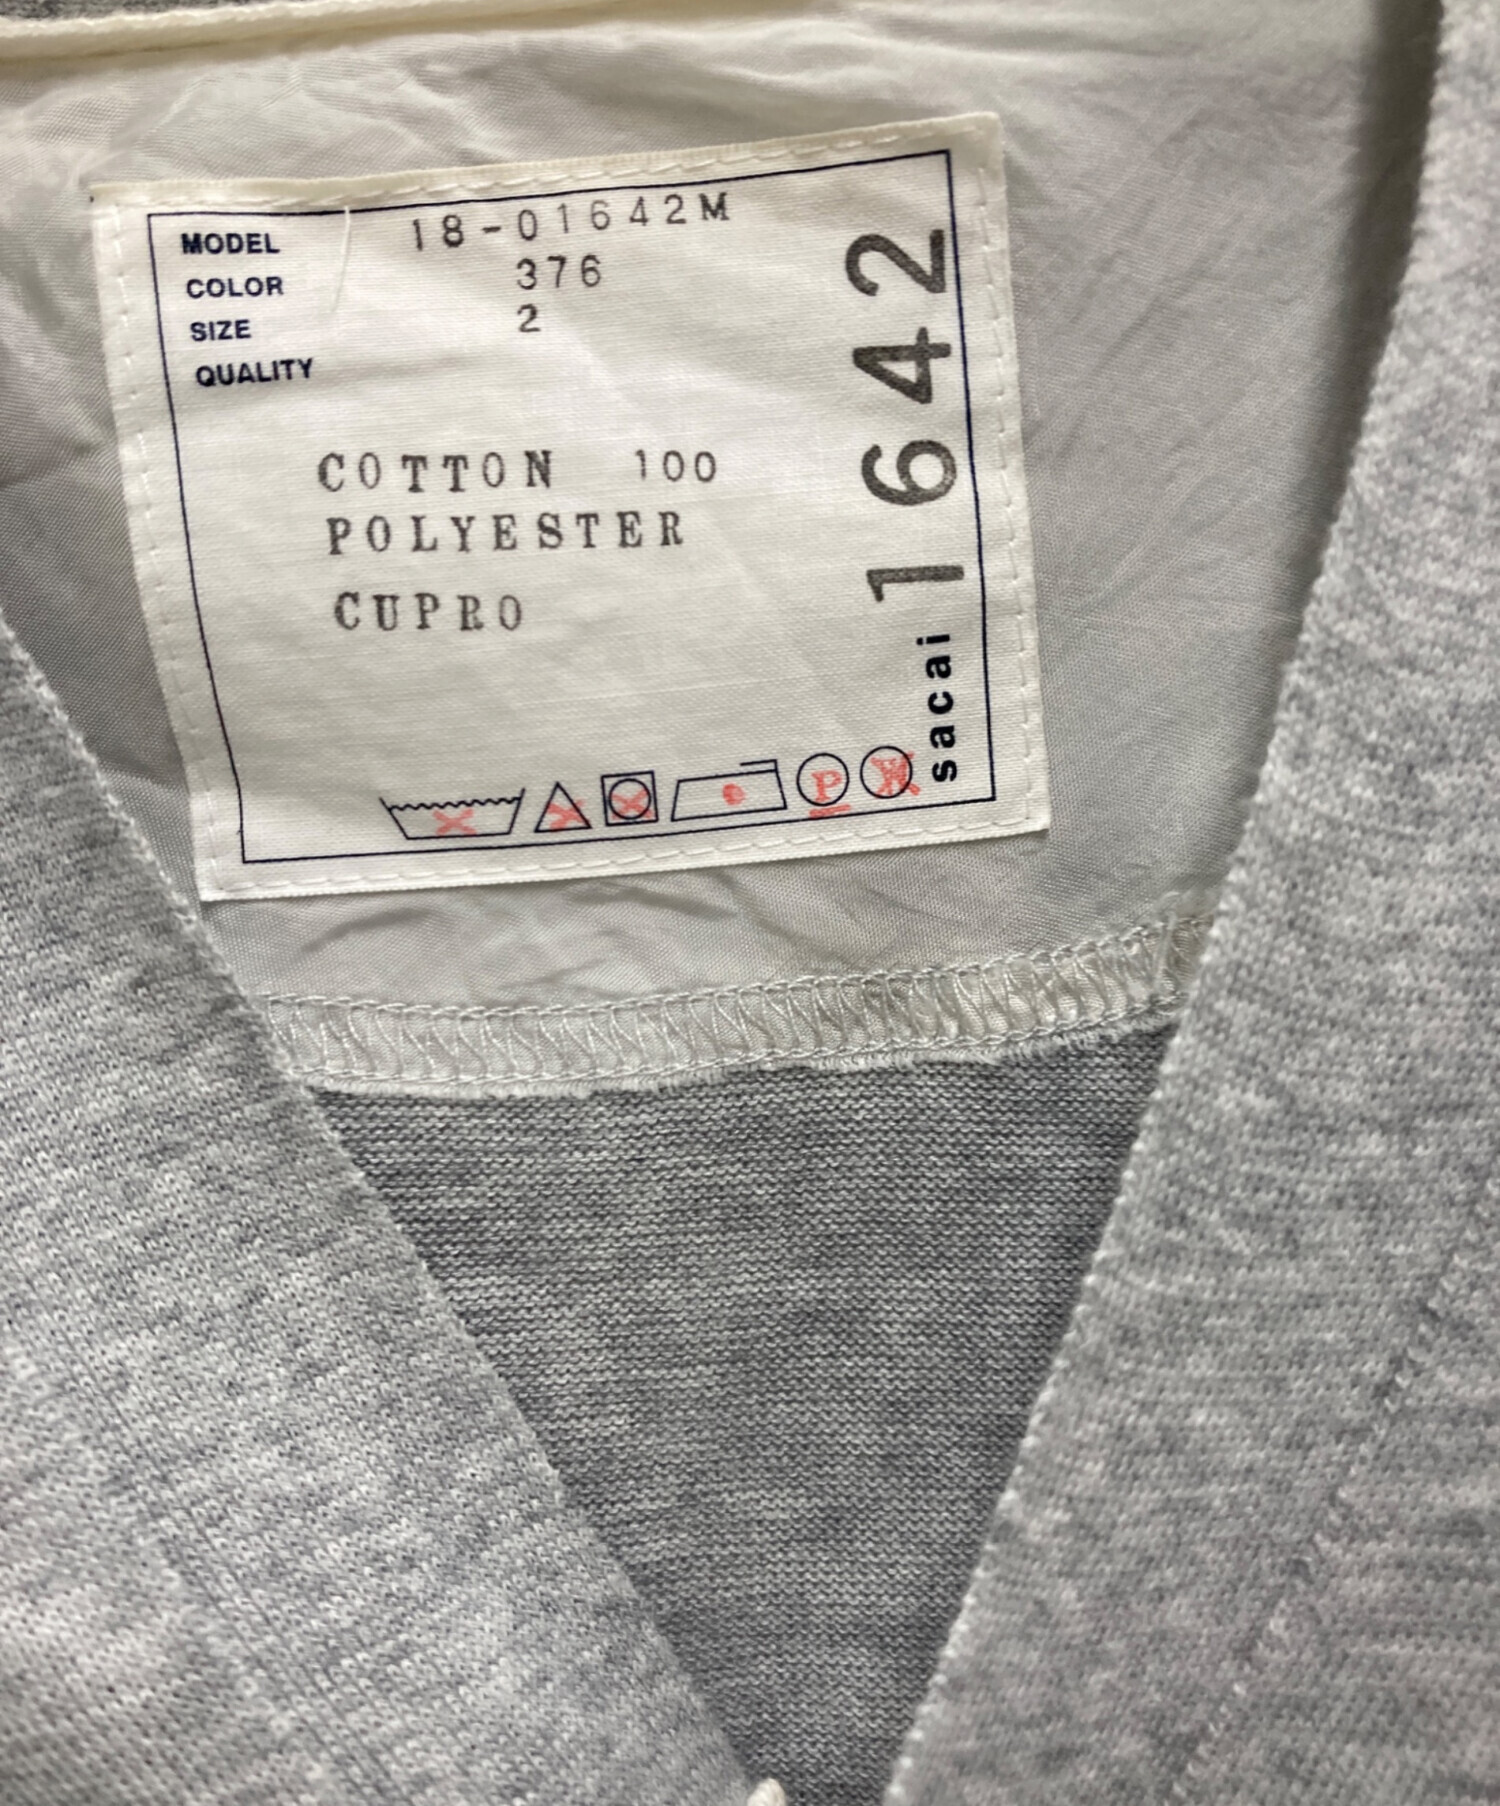 MODEL 18-01642M
COLOR 376
SIZE 2
QUALITY
COTTON 100
POLYESTER
CUPRO
P
W
sacai 1642